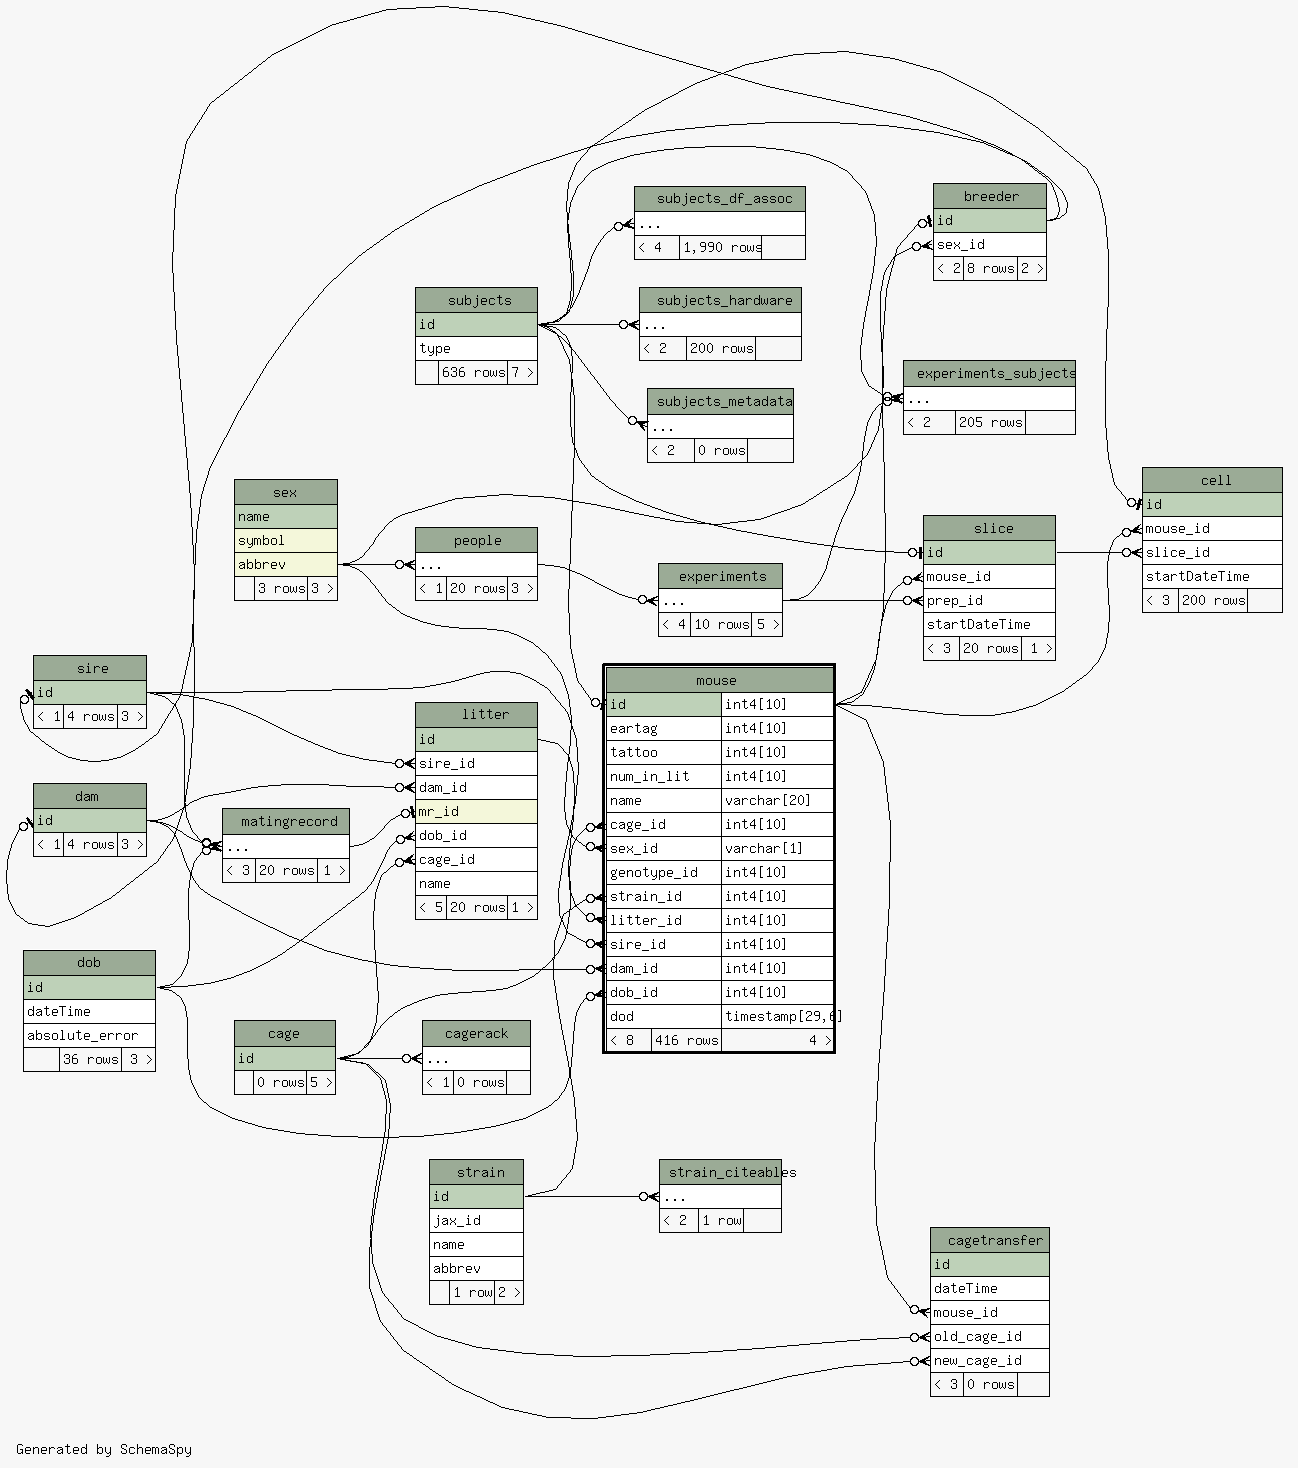 subjects_df_assoc
...
< 4 1,990 rows
breeder
id
sex_id
< 2 8 rows 2 >
subjects
id
type
636 rows 7 >
subjects_hardware
...
< 2 200 rows
subjects_metadata
...
< 2 0 rows
experiments_subjects
...
< 2 205 rows
cell
id
mouse_id
slice_id
startDateTime
< 3 200 rows
sex
name
symbol
abbrev
3 rows 3 >
people
...
< 1 20 rows 3 >
experiments
...
< 4 10 rows 5 >
slice
id
mouse_id
prep_id
startDateTime
< 3 20 rows 1 >
sire
id
< 1 4 rows 3 >
dam
id
< 1 4 rows 3 >
matingrecord
...
< 3 20 rows 1 >
litter
id
sire_id
dam_id
mr_id
dob_id
cage_id
name
< 5 20 rows 1 >
mouse
id int4[10]
eartag int4[10]
tattoo int4[10]
num_in_lit int4[10]
name varchar[20]
cage_id int4[10]
sex_id varchar[1]
genotype_id int4[10]
strain_id int4[10]
litter_id int4[10]
sire_id int4[10]
dam_id int4[10]
dob_id int4[10]
dod timestamp[29,6]
< 8 416 rows 4 >
dob
id
dateTime
absolute_error
36 rows 3 >
cage
id
0 rows 5 >
cagerack
...
< 1 0 rows
strain
id
jax_id
name
abbrev
1 row 2 >
strain_citeables
...
< 2 1 row
cagetransfer
id
dateTime
mouse_id
old_cage_id
new_cage_id
< 3 0 rows
Generated by SchemaSpy